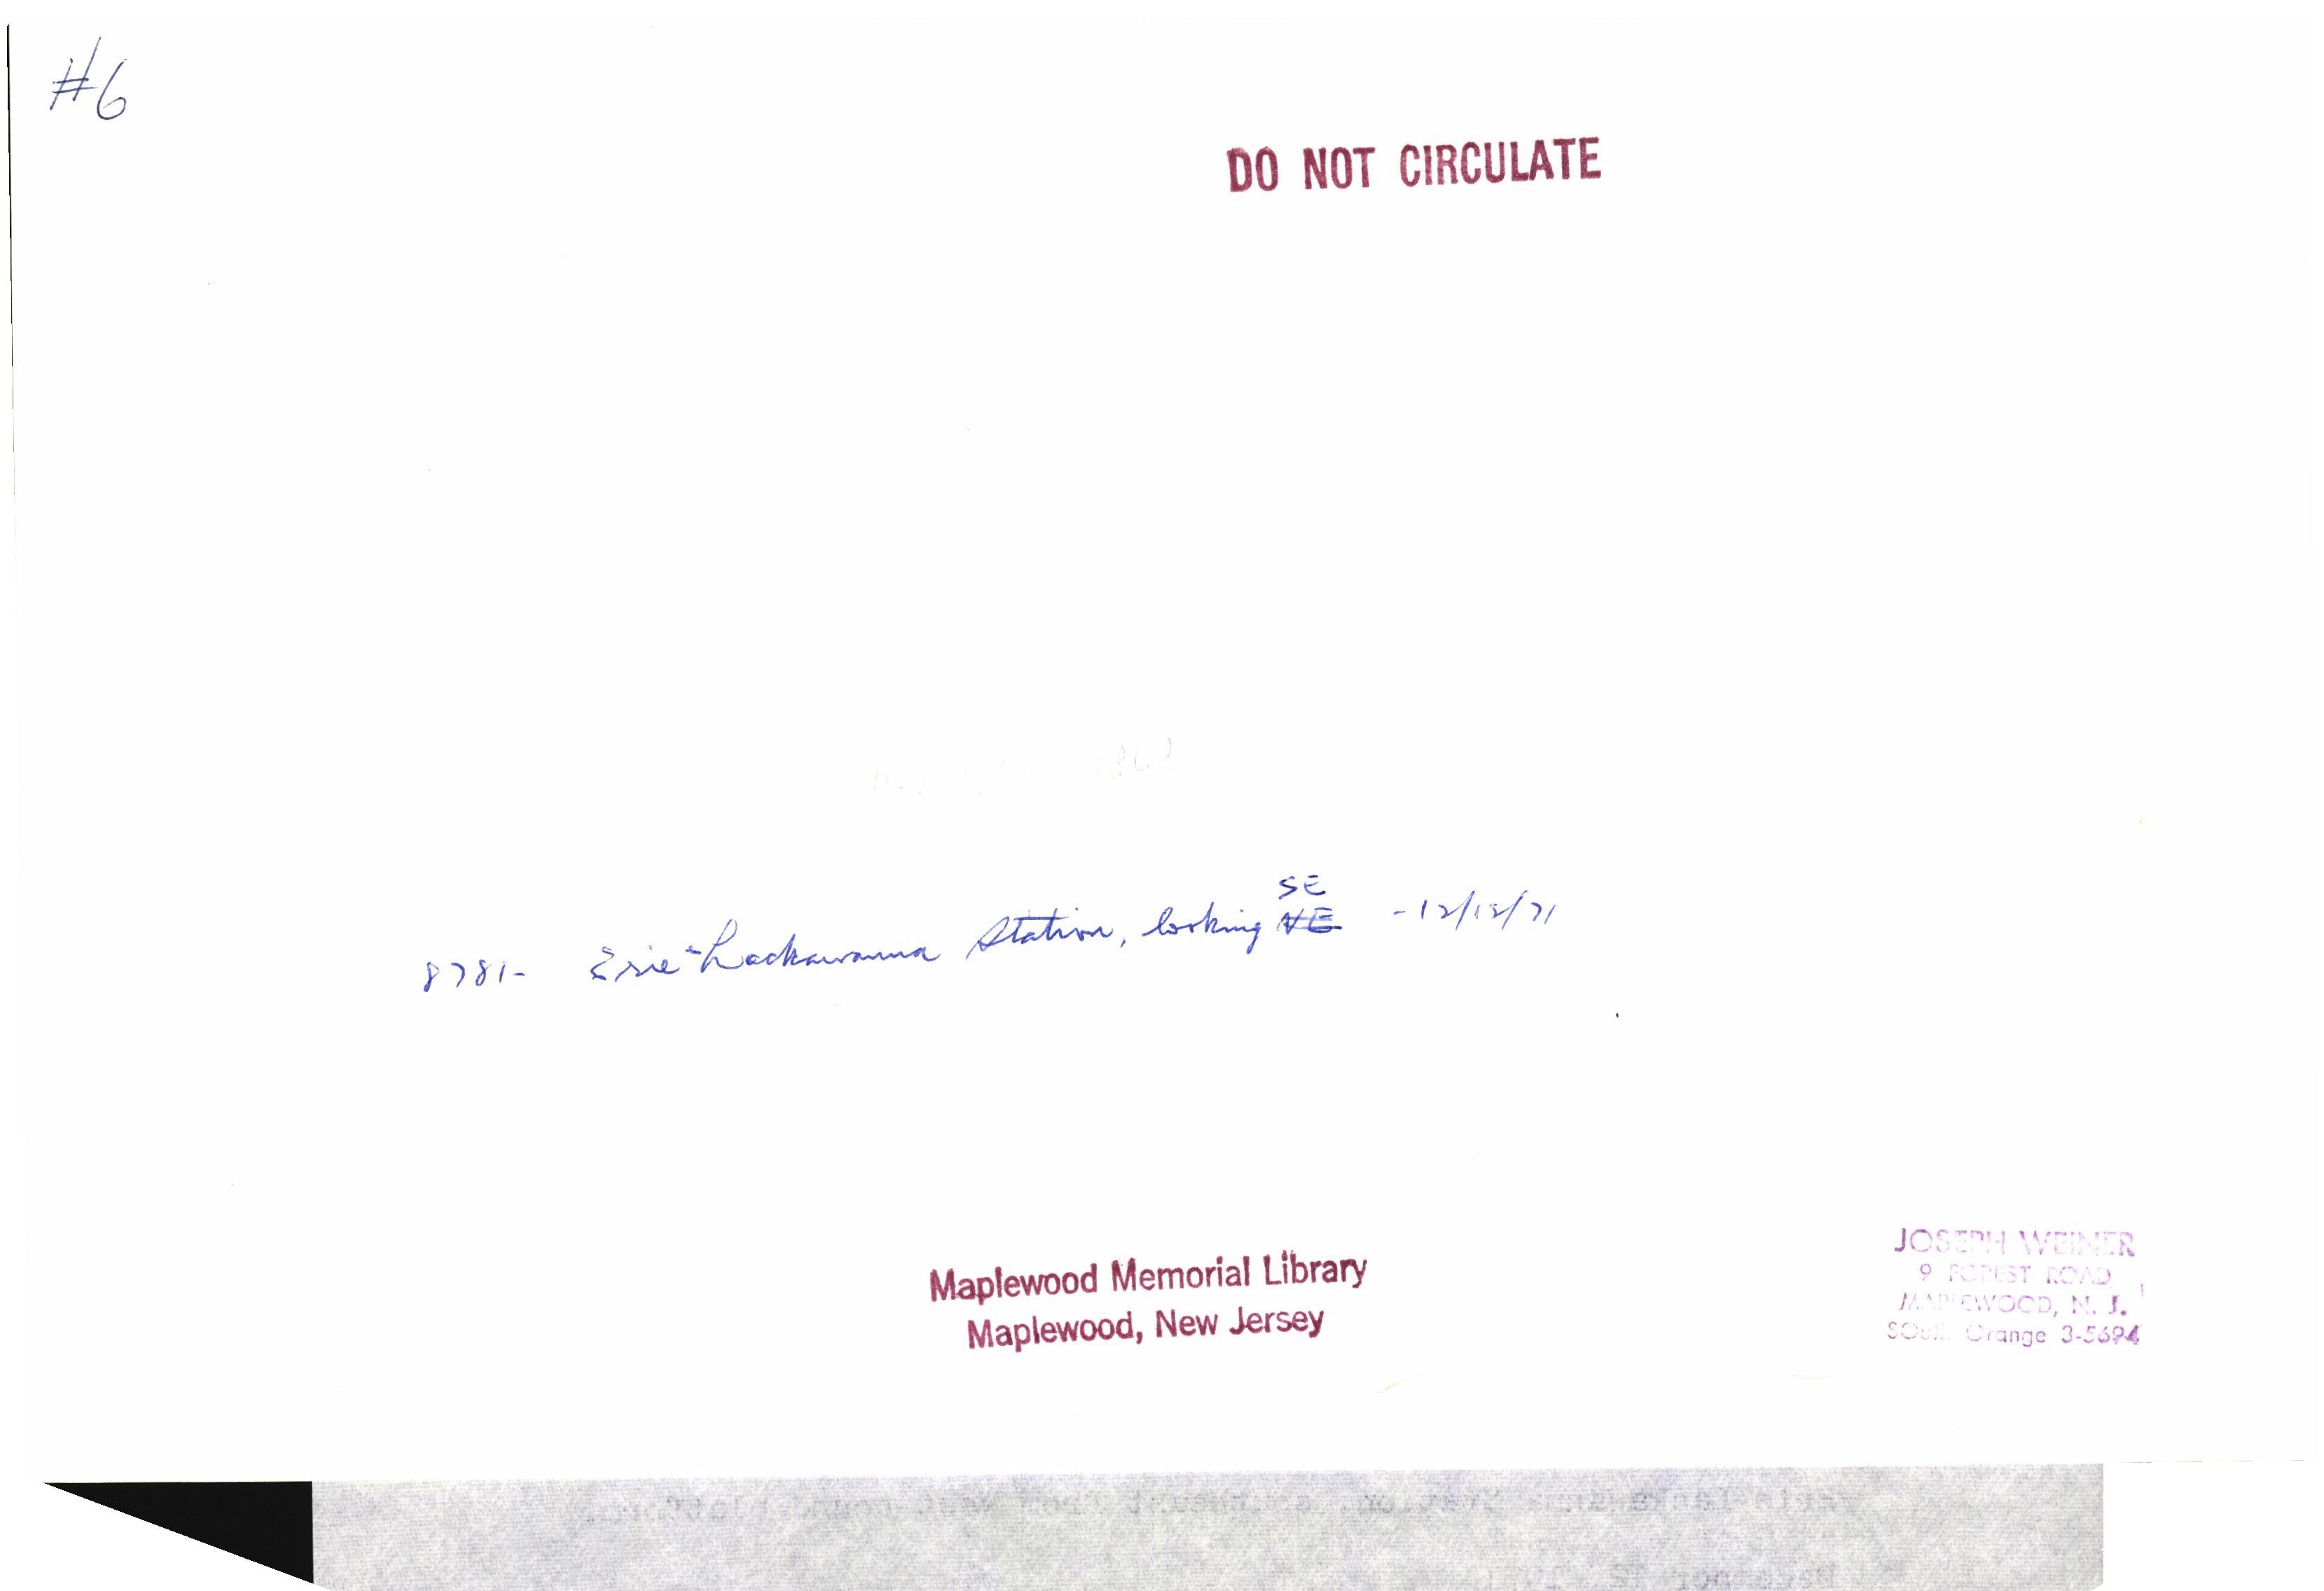 #6
DO NOT CIRCULATE
8781- Erie-Lackawanna Station, looking NE SE -12/12/71
Maplewood Memorial Library
Maplewood, New Jersey
JOSEPH WEINER
9 FOREST ROAD
MAPLEWOOD, N. J.
SOuth Orange 3-5694